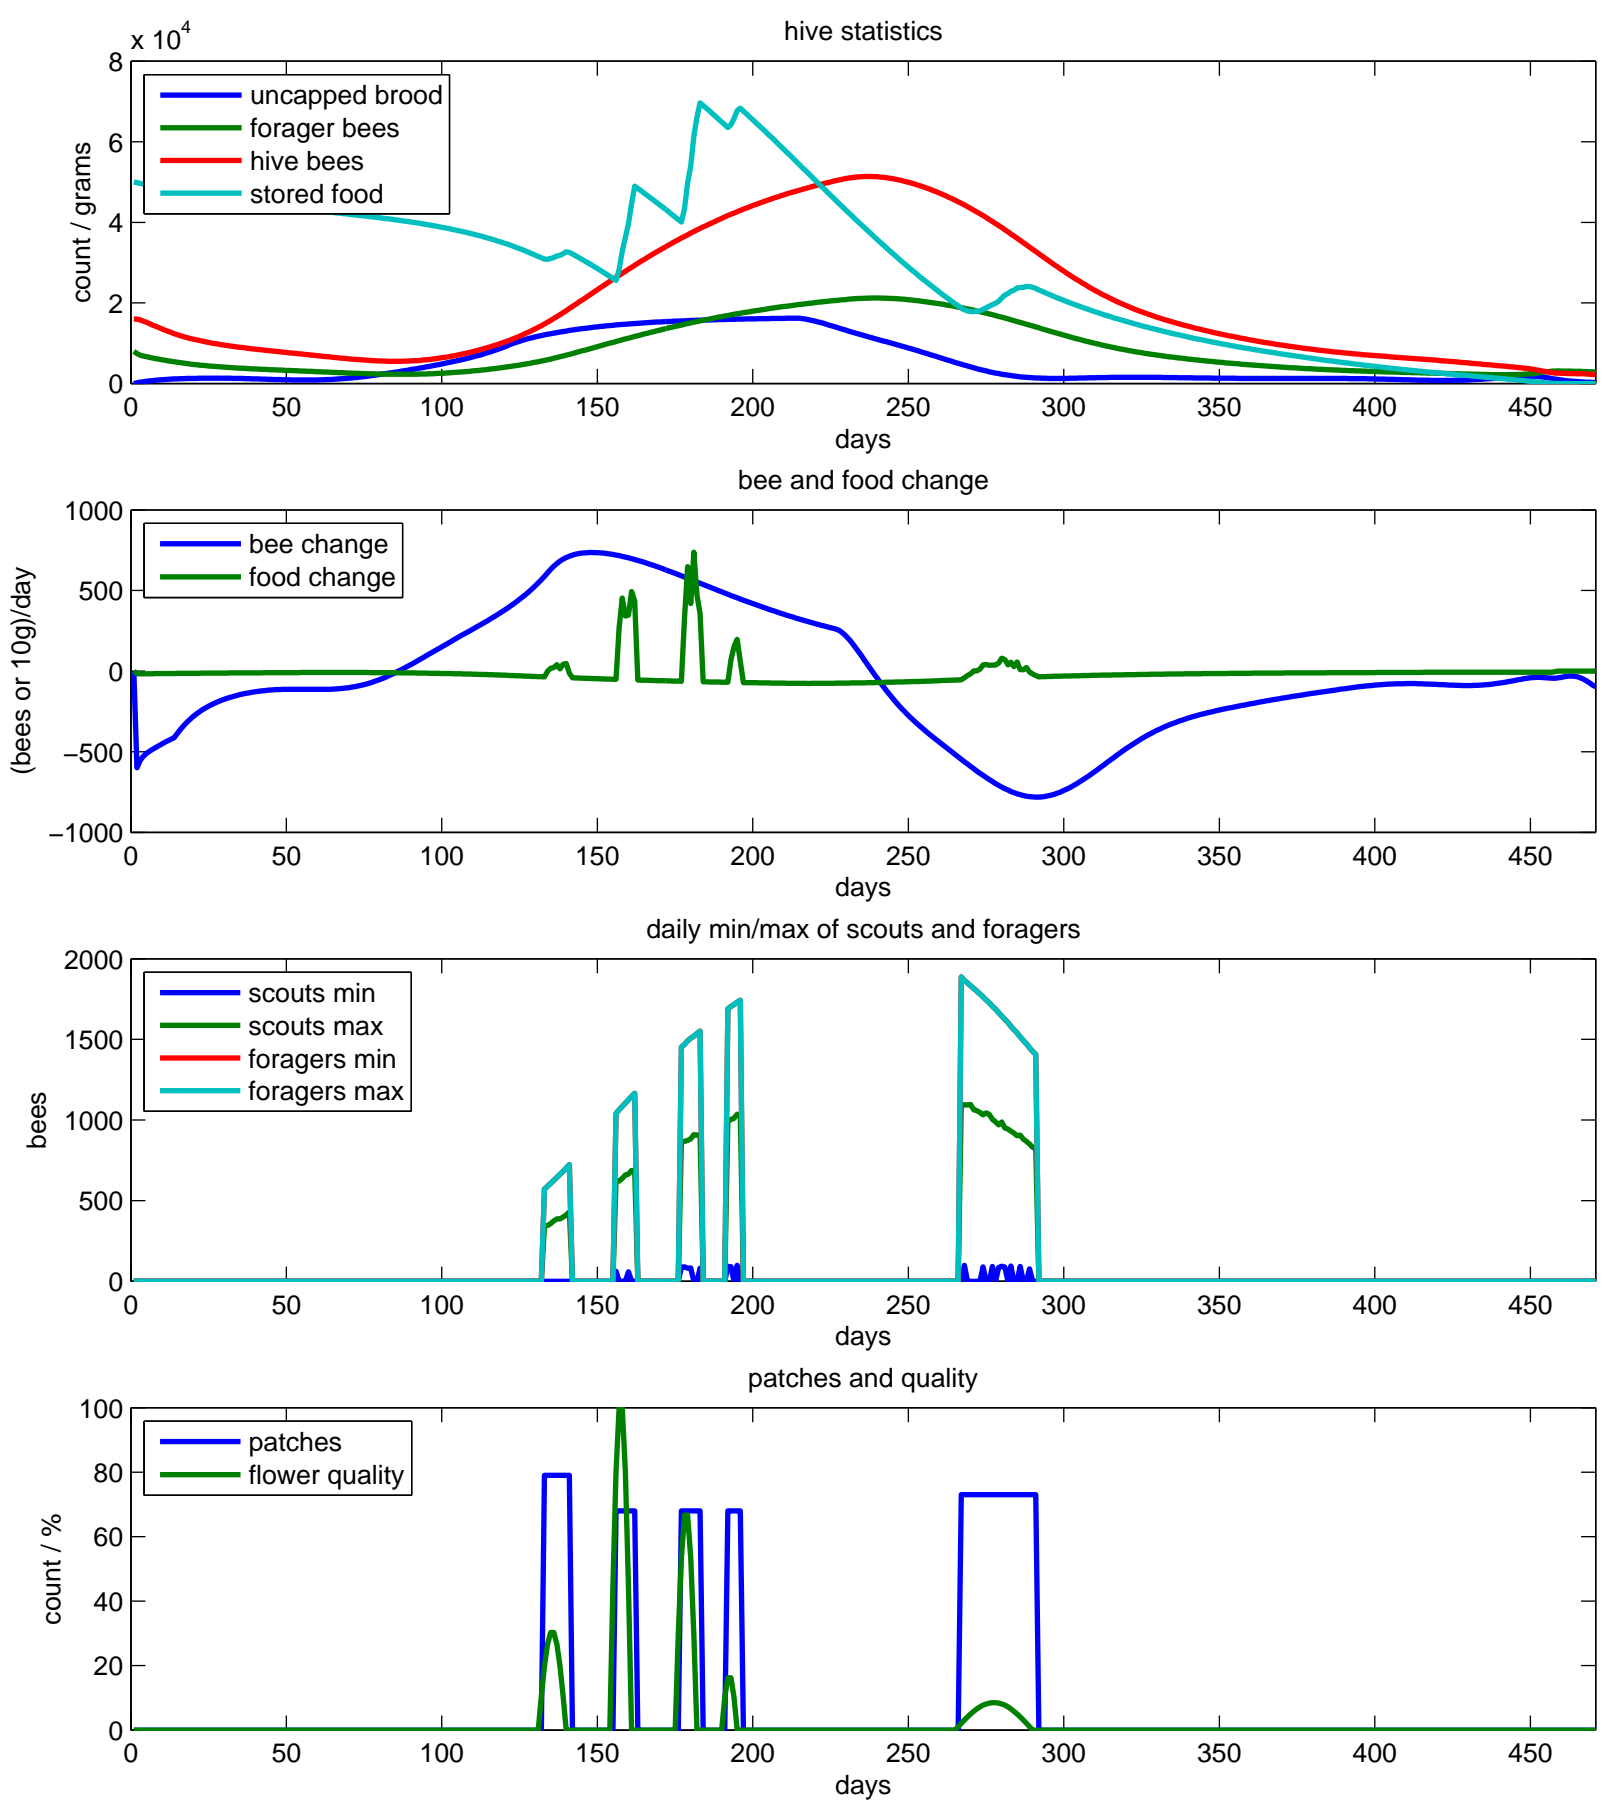 hive statistics
x 10^4
8
6
4
2
0
count / grams
uncapped brood
forager bees
hive bees
stored food
0 50 100 150 200 250 300 350 400 450
days
bee and food change
1000
500
0
−500
−1000
(bees or 10g)/day
bee change
food change
0 50 100 150 200 250 300 350 400 450
days
daily min/max of scouts and foragers
2000
1500
1000
500
0
bees
scouts min
scouts max
foragers min
foragers max
0 50 100 150 200 250 300 350 400 450
days
patches and quality
100
80
60
40
20
0
count / %
patches
flower quality
0 50 100 150 200 250 300 350 400 450
days